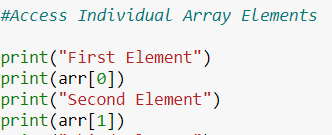 #Access Individual Array Elements
print("First Element")
print(arr[0])
print("Second Element")
print(arr[1])